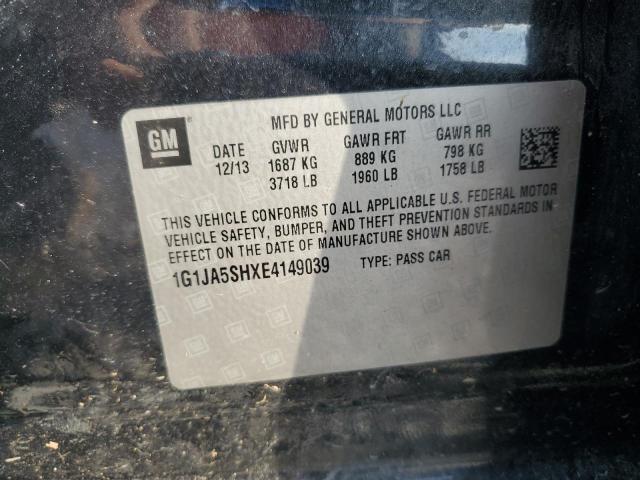 GM
MFD BY GENERAL MOTORS LLC
DATE GVWR GAWR FRT GAWR RR
12/13 1687 KG 889 KG 798 KG
3718 LB 1960 LB 1758 LB
THIS VEHICLE CONFORMS TO ALL APPLICABLE U.S. FEDERAL MOTOR
VEHICLE SAFETY, BUMPER, AND THEFT PREVENTION STANDARDS IN
EFFECT ON THE DATE OF MANUFACTURE SHOWN ABOVE.
1G1JA5SHXE4149039 TYPE: PASS CAR